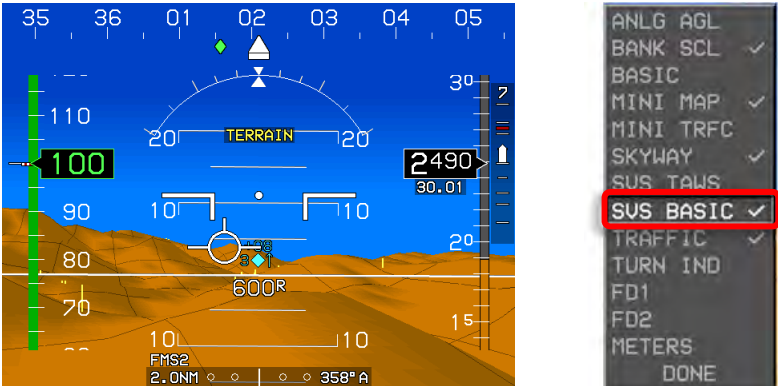 35 36 01 02 03 04 05
110
100
90
80
70
20 TERRAIN 20
10 10
+98
3 1
600R
10 10
30
2490
30.01
20
15
7
FMS2
2.0NM 358° A
ANLG AGL
BANK SCL ✓
BASIC
MINI MAP ✓
MINI TRFC
SKYWAY ✓
SVS TAWS
SVS BASIC ✓
TRAFFIC ✓
TURN IND
FD1
FD2
METERS
DONE